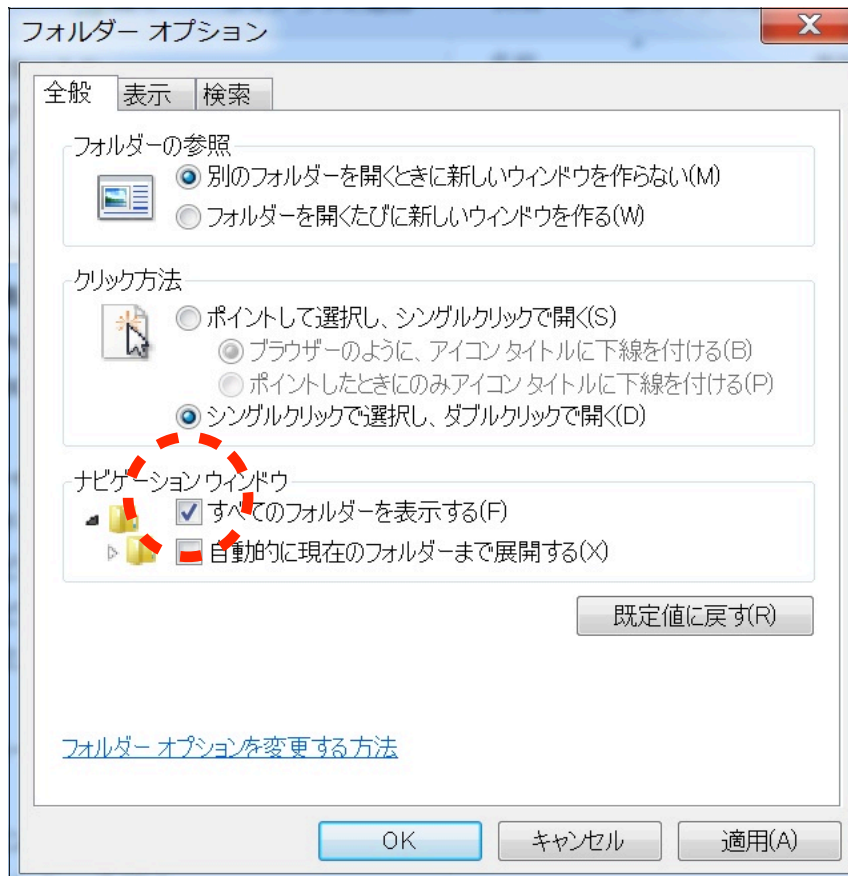 フォルダー オプション
全般 表示 検索
フォルダーの参照
別のフォルダーを開くときに新しいウィンドウを作らない(M)
フォルダーを開くたびに新しいウィンドウを作る(W)
クリック方法
ポイントして選択し、シングルクリックで開く(S)
ブラウザーのように、アイコン タイトルに下線を付ける(B)
ポイントしたときにのみアイコン タイトルに下線を付ける(P)
シングルクリックで選択し、ダブルクリックで開く(D)
ナビゲーション ウィンドウ
すべてのフォルダーを表示する(F)
自動的に現在のフォルダーまで展開する(X)
既定値に戻す(R)
フォルダー オプションを変更する方法
OK キャンセル 適用(A)